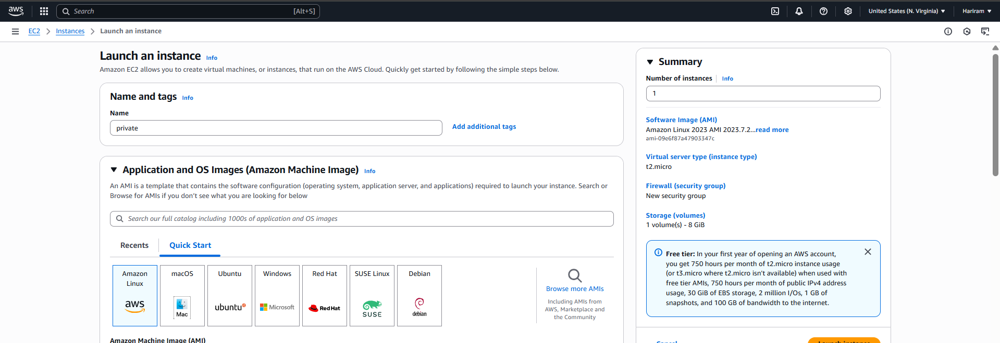 aws
Search
[Alt+S]
United States (N. Virginia)
Hariram
EC2
Instances
Launch an instance
Launch an instance Info
Amazon EC2 allows you to create virtual machines, or instances, that run on the AWS Cloud. Quickly get started by following the simple steps below.
Name and tags Info
Name
private
Add additional tags
Application and OS Images (Amazon Machine Image) Info
An AMI is a template that contains the software configuration (operating system, application server, and applications) required to launch your instance. Search or
Browse for AMIs if you don't see what you are looking for below
Search our full catalog including 1000s of application and OS images
Recents
Quick Start
Amazon
Linux
aws
macOS
Mac
Ubuntu
ubuntu
Windows
Microsoft
Red Hat
Red Hat
SUSE Linux
SUSE
Debian
debian
Browse more AMIs
Including AMIs from
AWS, Marketplace and
the Community
Amazon Machine Image (AMI)
Summary
Number of instances Info
1
Software Image (AMI)
Amazon Linux 2023 AMI 2023.7.2...read more
ami-09e6f87a47903347c
Virtual server type (instance type)
t2.micro
Firewall (security group)
New security group
Storage (volumes)
1 volume(s) - 8 GiB
Free tier: In your first year of opening an AWS account,
you get 750 hours per month of t2.micro instance usage
(or t3.micro where t2.micro isn't available) when used with
free tier AMIs, 750 hours per month of public IPv4 address
usage, 30 GiB of EBS storage, 2 million I/Os, 1 GB of
snapshots, and 100 GB of bandwidth to the internet.
Cancel
Launch instance